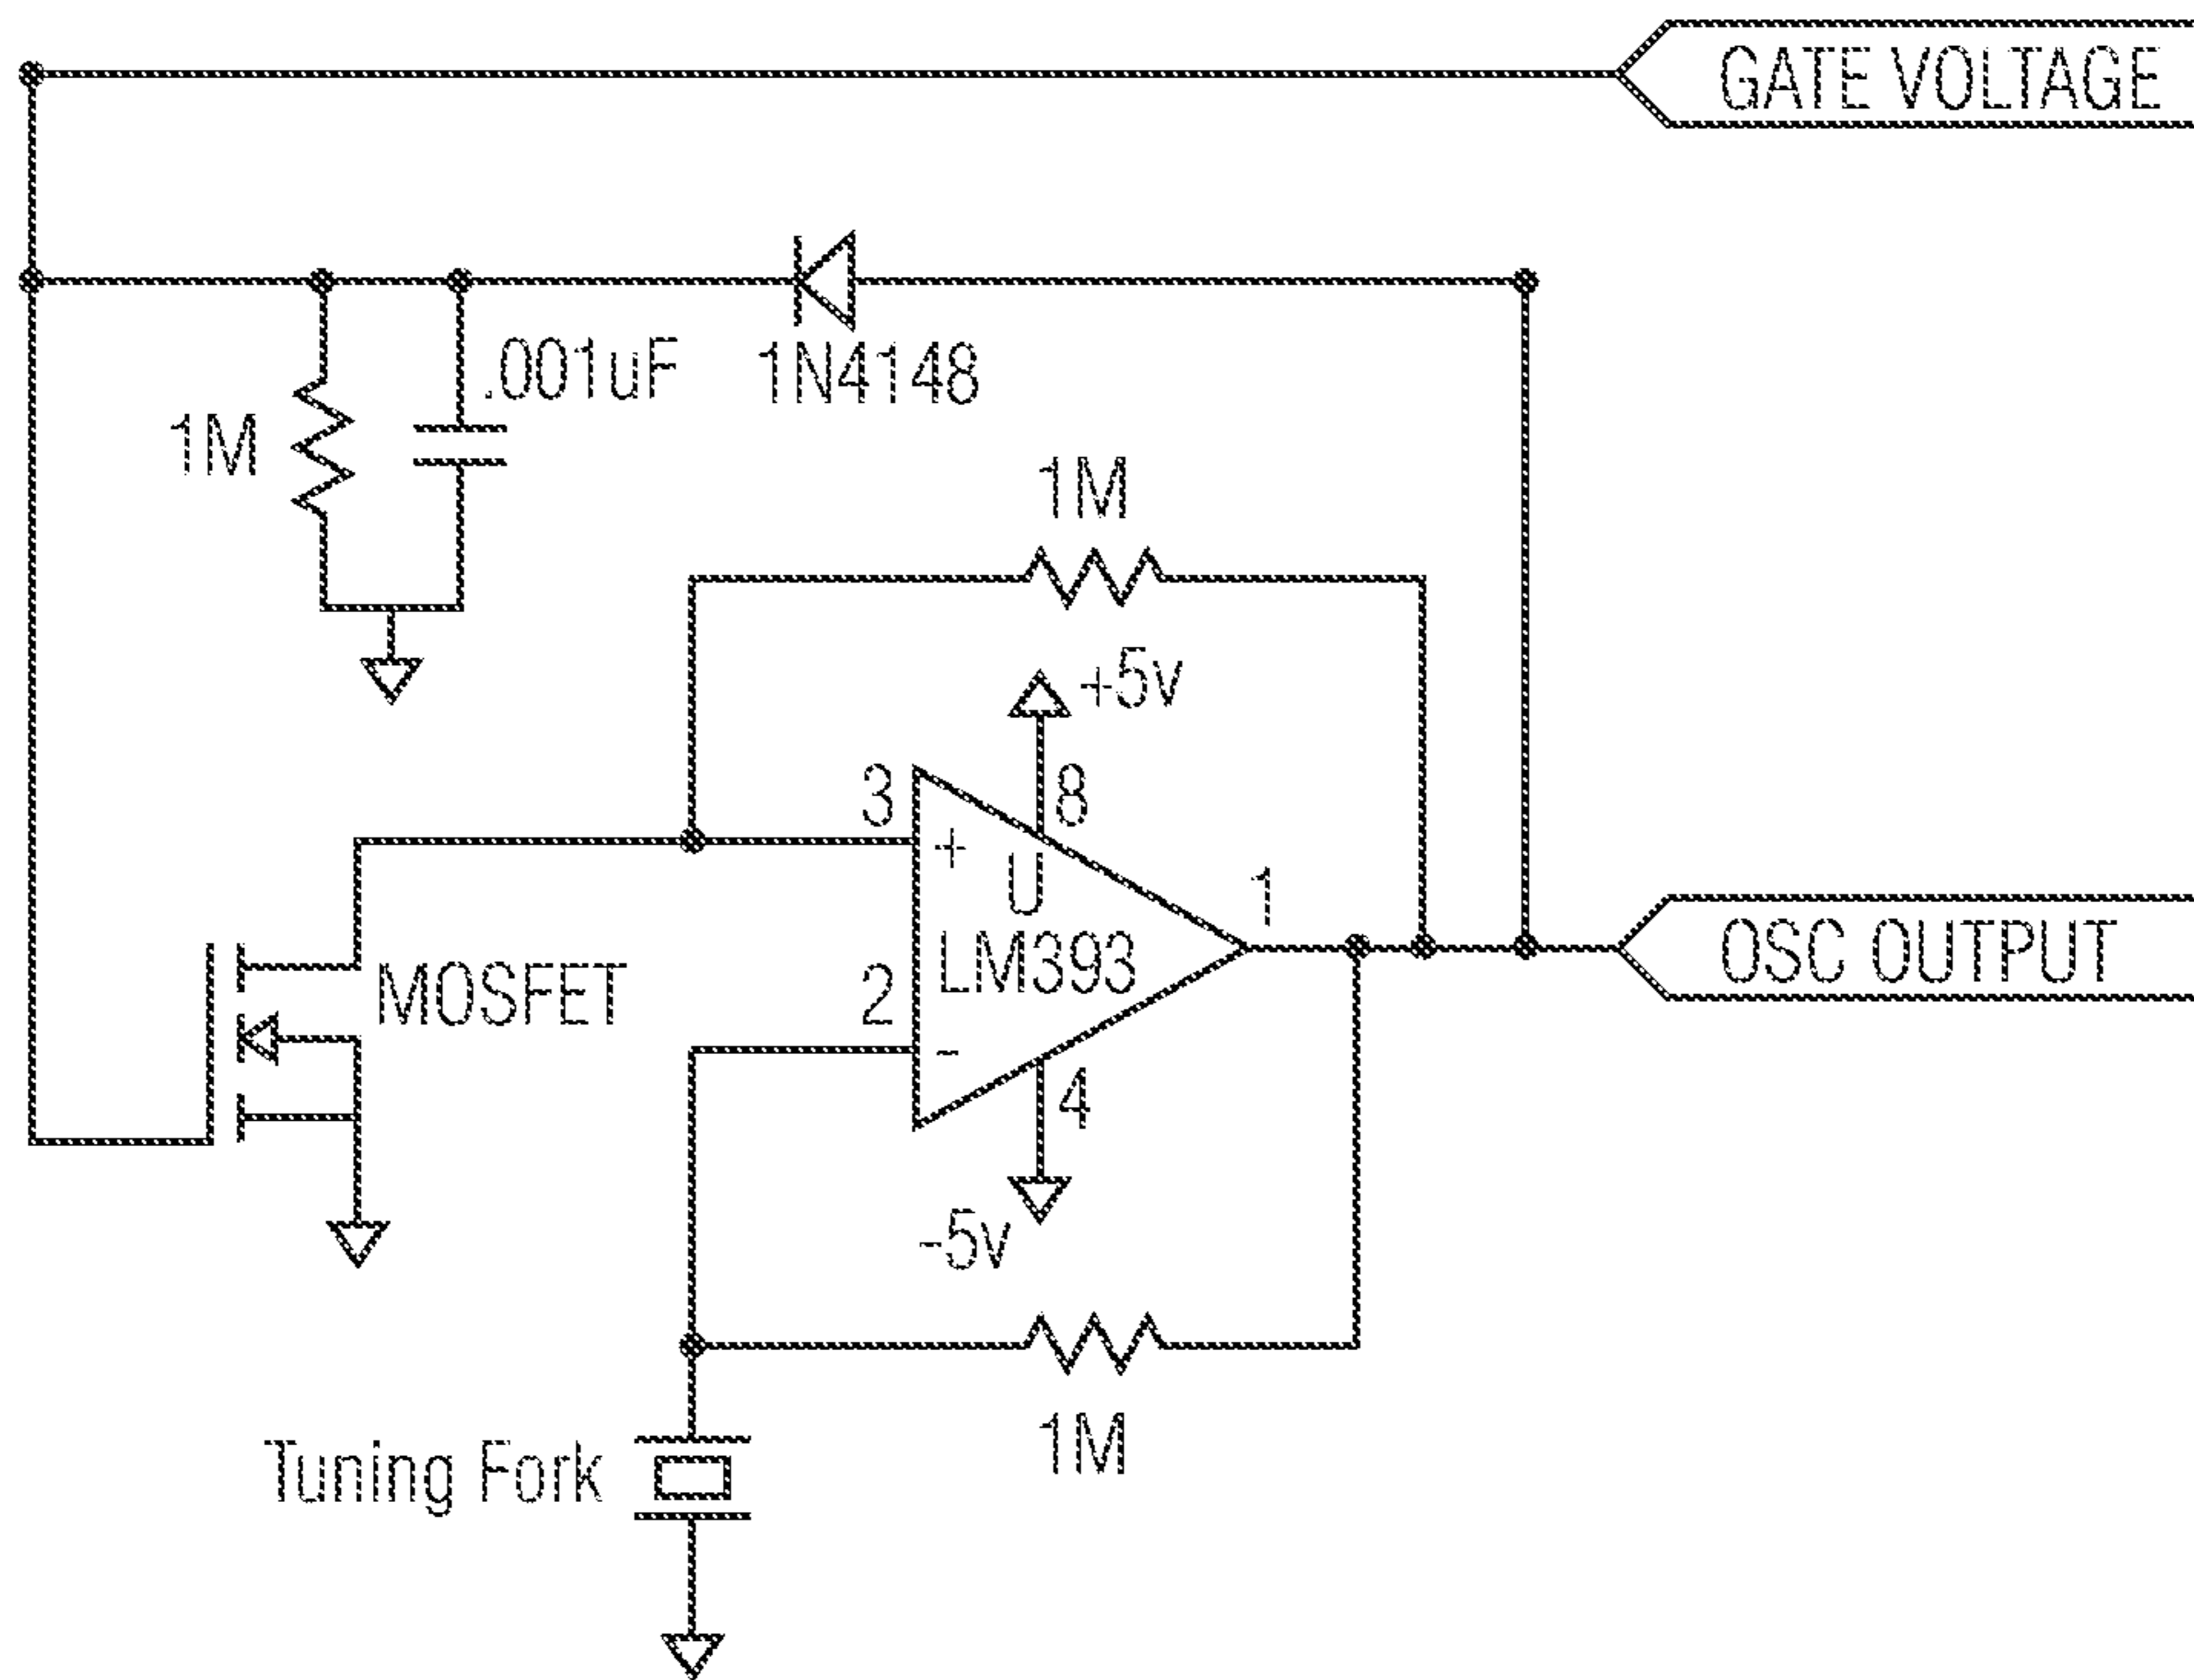 GATE VOLTAGE
.001uF
1N4148
1M
1M
+5v
3
8
+
U
1
LM393
OSC OUTPUT
MOSFET
2
-
4
-5v
Tuning Fork
1M